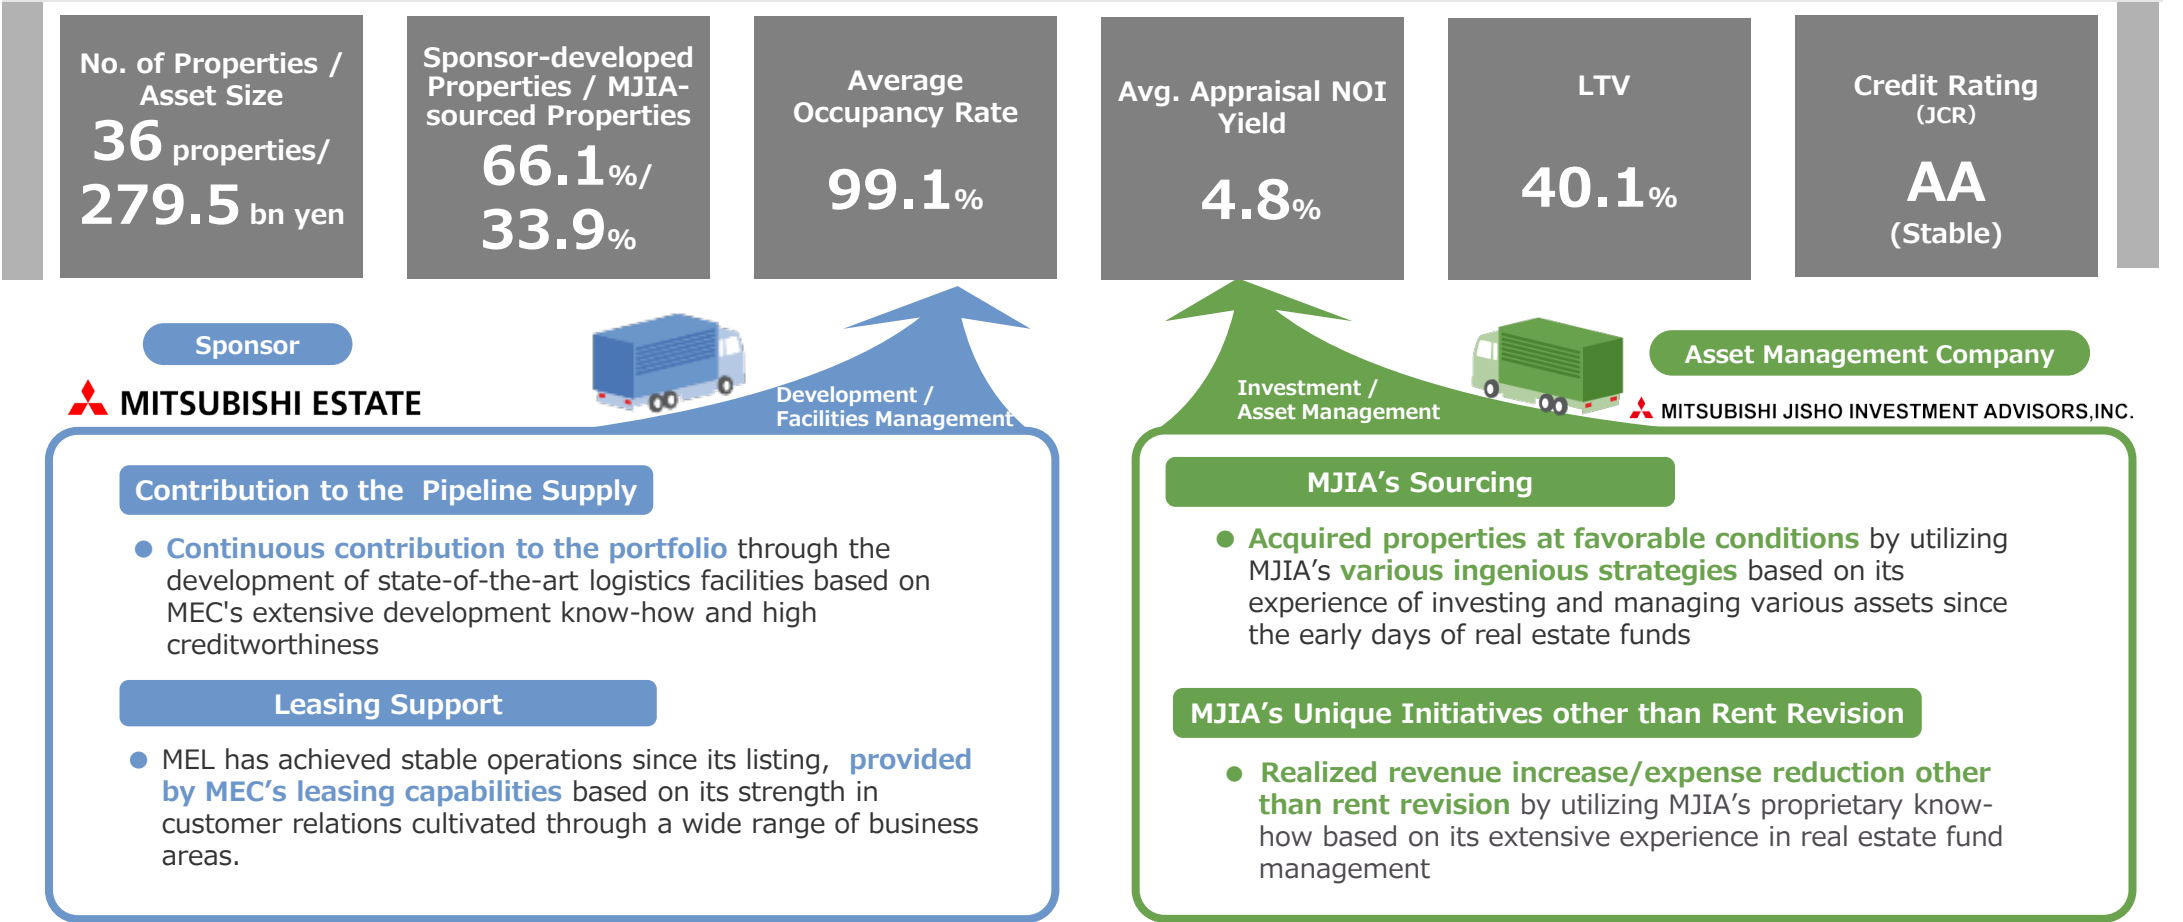 No. of Properties /
Asset Size
36 properties/
279.5 bn yen
Sponsor-developed
Properties / MJIA-
sourced Properties
66.1%/
33.9%
Average
Occupancy Rate
99.1%
Avg. Appraisal NOI
Yield
4.8%
LTV
40.1%
Credit Rating
(JCR)
AA
(Stable)
Sponsor
MITSUBISHI ESTATE
Development /
Facilities Management
Investment /
Asset Management
Asset Management Company
MITSUBISHI JISHO INVESTMENT ADVISORS,INC.
Contribution to the Pipeline Supply
● Continuous contribution to the portfolio through the
development of state-of-the-art logistics facilities based on
MEC's extensive development know-how and high
creditworthiness
Leasing Support
● MEL has achieved stable operations since its listing, provided
by MEC’s leasing capabilities based on its strength in
customer relations cultivated through a wide range of business
areas.
MJIA’s Sourcing
● Acquired properties at favorable conditions by utilizing
MJIA’s various ingenious strategies based on its
experience of investing and managing various assets since
the early days of real estate funds
MJIA’s Unique Initiatives other than Rent Revision
● Realized revenue increase/expense reduction other
than rent revision by utilizing MJIA’s proprietary know-
how based on its extensive experience in real estate fund
management